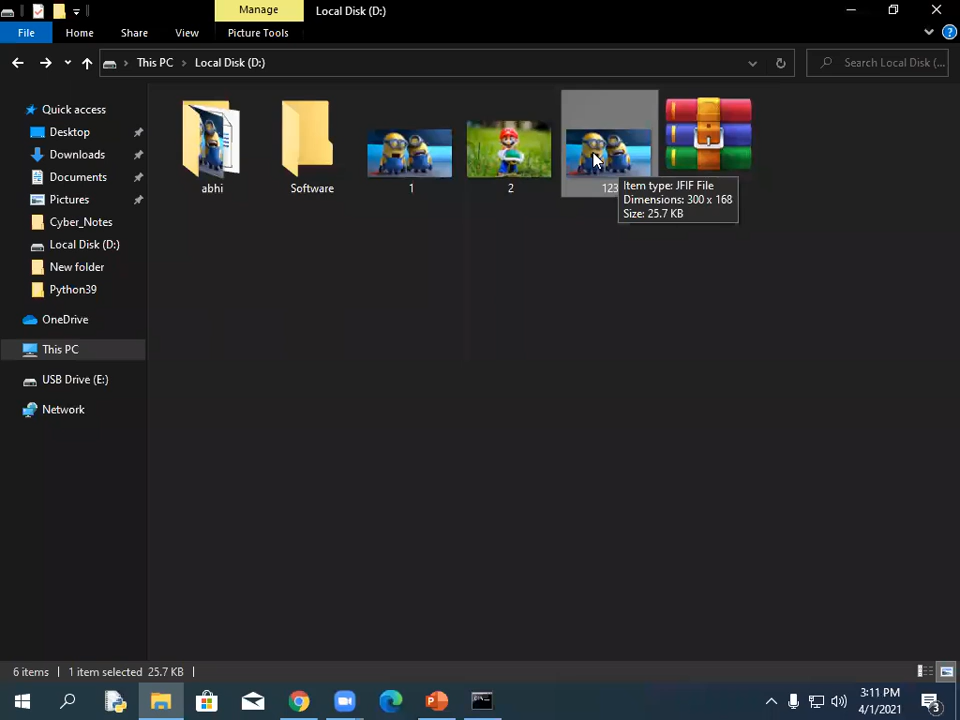 Manage
Local Disk (D:)
File
Home
Share
View
Picture Tools
This PC
Local Disk (D:)
Search Local Disk (...
Quick access
Desktop
Downloads
Documents
Pictures
Cyber_Notes
Local Disk (D:)
New folder
Python39
OneDrive
This PC
USB Drive (E:)
Network
abhi
Software
1
2
123
Item type: JFIF File
Dimensions: 300 x 168
Size: 25.7 KB
6 items
1 item selected 25.7 KB
3:11 PM
4/1/2021
3